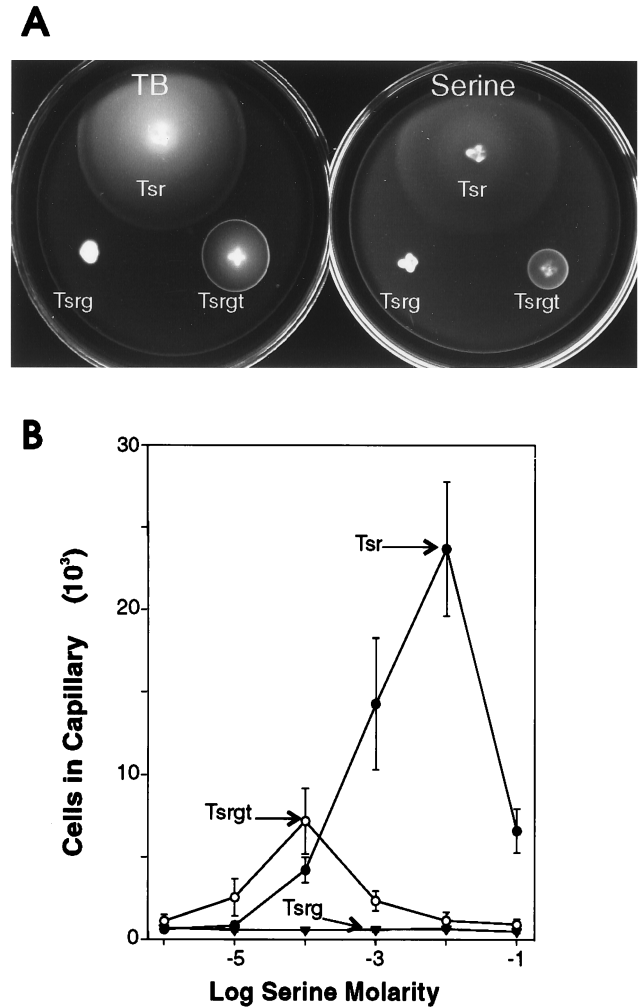 A
TB
Serine
Tsr
Tsr
Tsrg
Tsrgt
Tsrg
Tsrgt
B
30
20
10
0
Cells in Capillary (10³)
Tsr
Tsrgt
Tsrg
-5
-3
-1
Log Serine Molarity